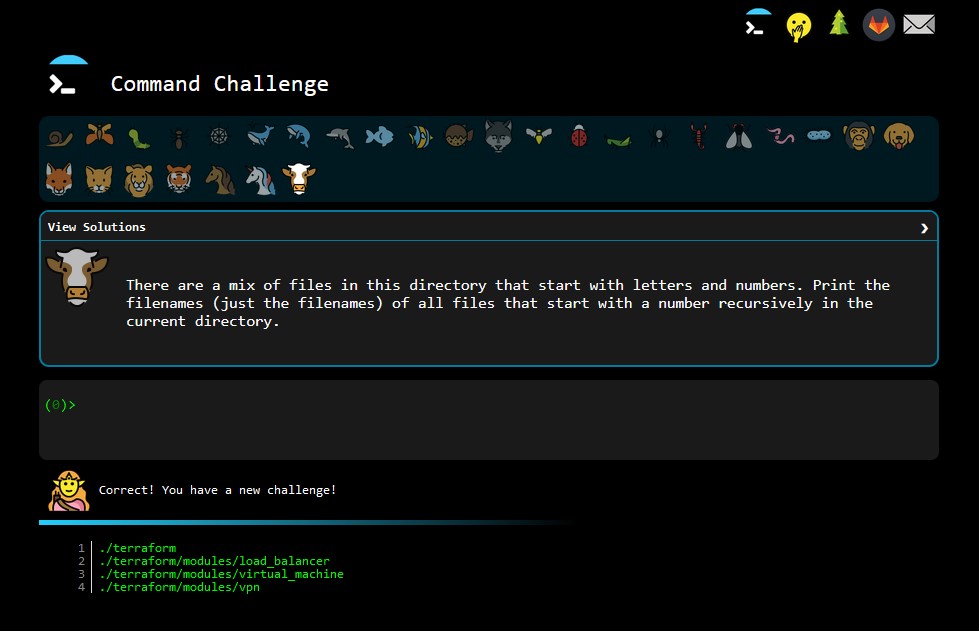 Command Challenge
View Solutions
There are a mix of files in this directory that start with letters and numbers. Print the
filenames (just the filenames) of all files that start with a number recursively in the
current directory.
(0)>
Correct! You have a new challenge!
1 ./terraform
2 ./terraform/modules/load_balancer
3 ./terraform/modules/virtual_machine
4 ./terraform/modules/vpn